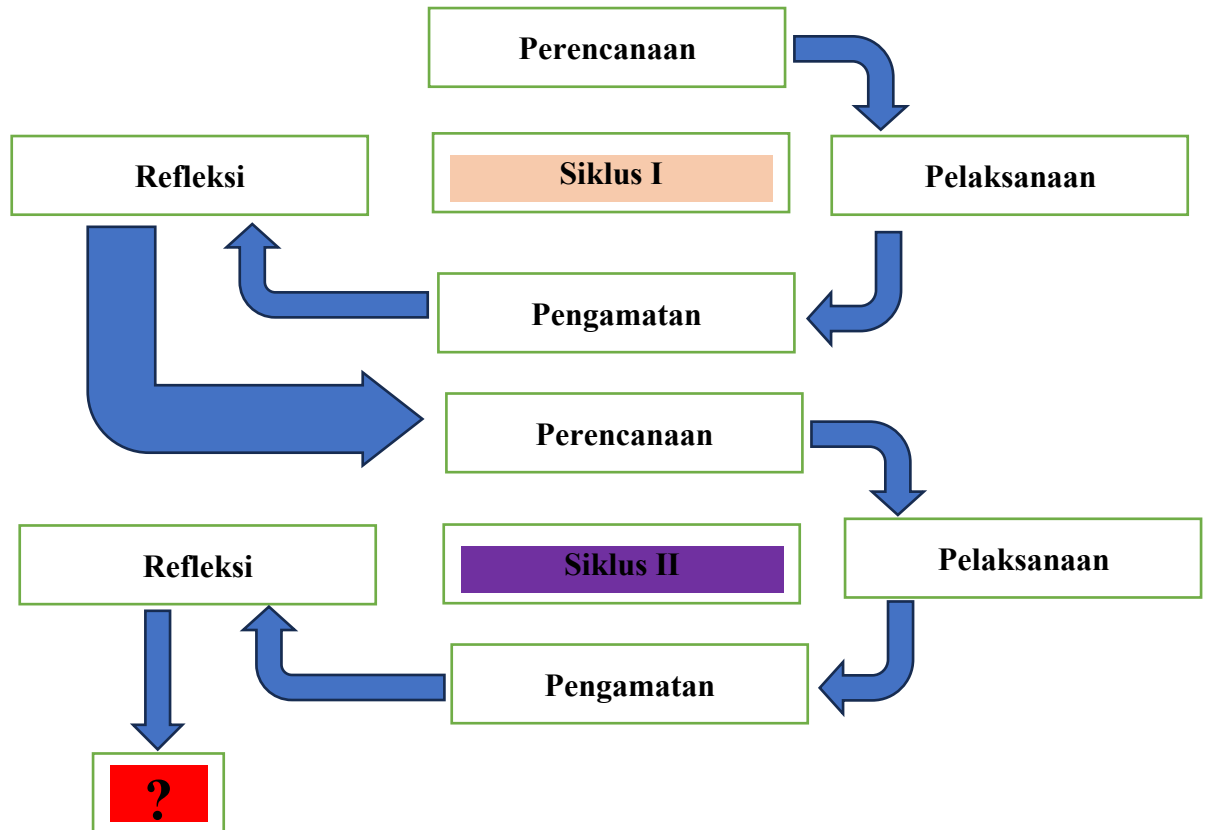 Perencanaan
Refleksi
Siklus I
Pelaksanaan
Pengamatan
Perencanaan
Refleksi
Siklus II
Pelaksanaan
Pengamatan
?